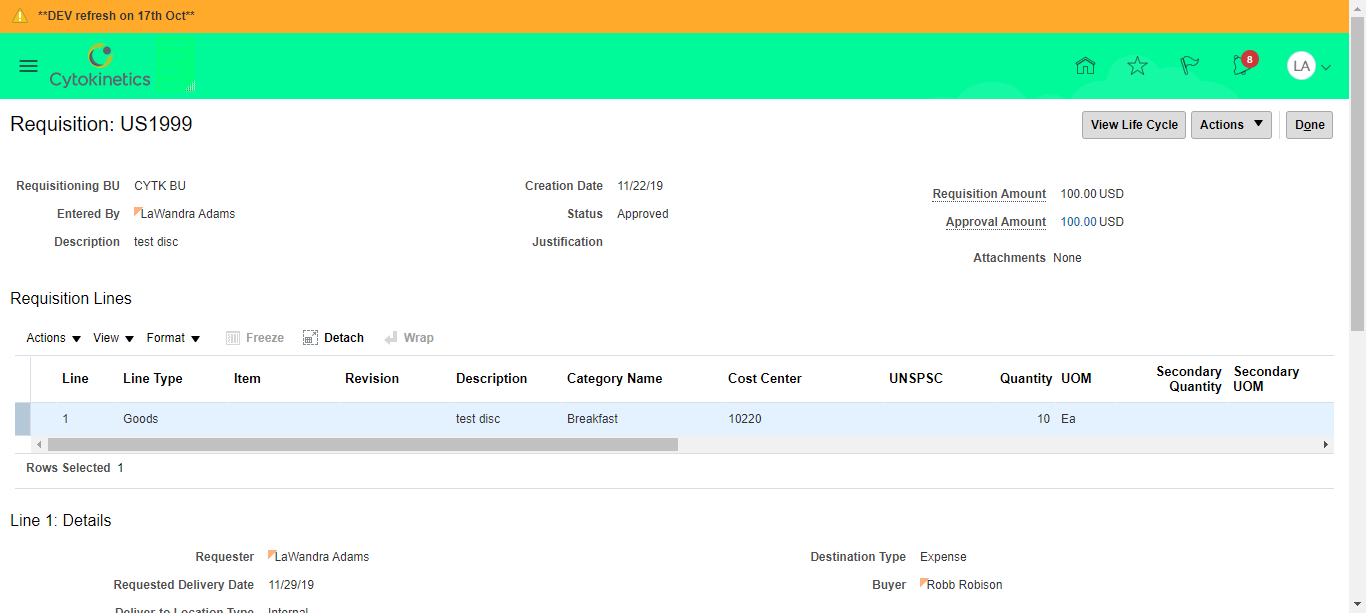 **DEV refresh on 17th Oct**
Cytokinetics
8
LA
Requisition: US1999
View Life Cycle Actions Done
Requisitioning BU CYTK BU Creation Date 11/22/19 Requisition Amount 100.00 USD
Entered By LaWandra Adams Status Approved Approval Amount 100.00 USD
Description test disc Justification
Attachments None
Requisition Lines
Actions View Format Freeze Detach Wrap
Line Line Type Item Revision Description Category Name Cost Center UNSPSC Quantity UOM Secondary Quantity Secondary UOM
1 Goods test disc Breakfast 10220 10 Ea
Rows Selected 1
Line 1: Details
Requester LaWandra Adams Destination Type Expense
Requested Delivery Date 11/29/19 Buyer Robb Robison
Deliver-to Location Type Internal